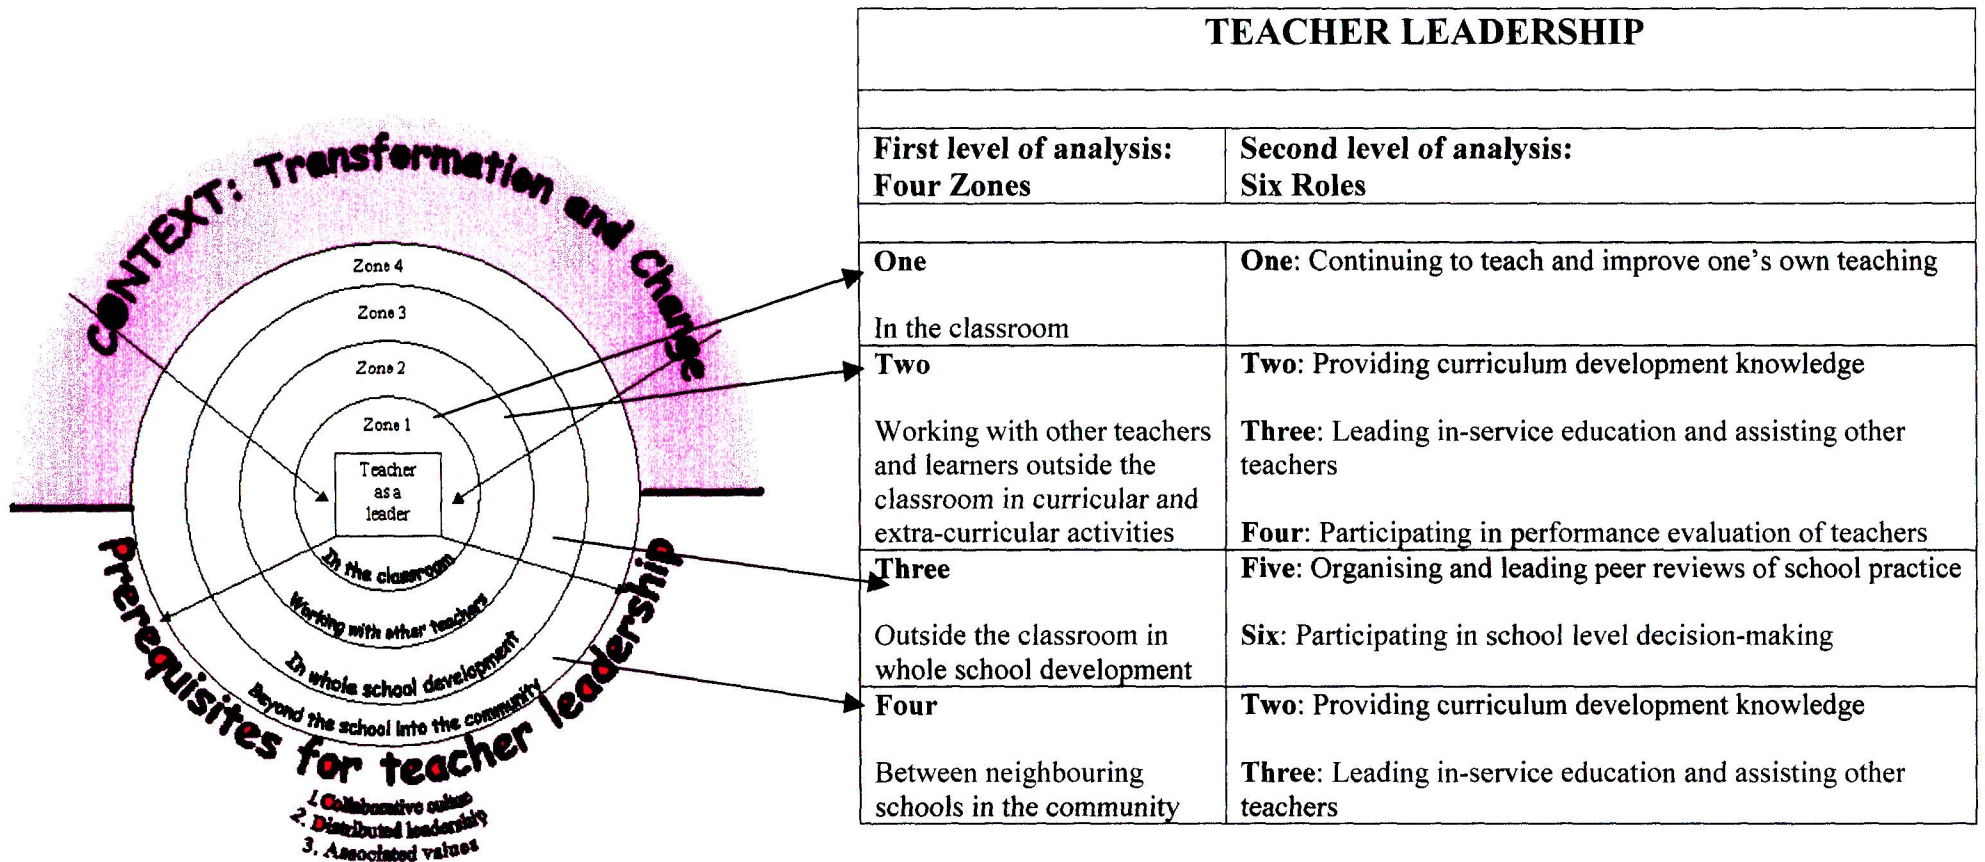 CONTEXT: Transformation and Change
Zone 4
Zone 3
Zone 2
Zone 1
Teacher
as a
leader
In the classroom
Working with other teachers
In whole school development
Beyond the school into the community
Prerequisites for teacher leadership
1. Collaborative culture
2. Distributed leadership
3. Associated values
TEACHER LEADERSHIP
First level of analysis:
Four Zones
Second level of analysis:
Six Roles
One
In the classroom
One: Continuing to teach and improve one's own teaching
Two
Working with other teachers
and learners outside the
classroom in curricular and
extra-curricular activities
Two: Providing curriculum development knowledge
Three: Leading in-service education and assisting other
teachers
Four: Participating in performance evaluation of teachers
Three
Outside the classroom in
whole school development
Five: Organising and leading peer reviews of school practice
Six: Participating in school level decision-making
Four
Between neighbouring
schools in the community
Two: Providing curriculum development knowledge
Three: Leading in-service education and assisting other
teachers